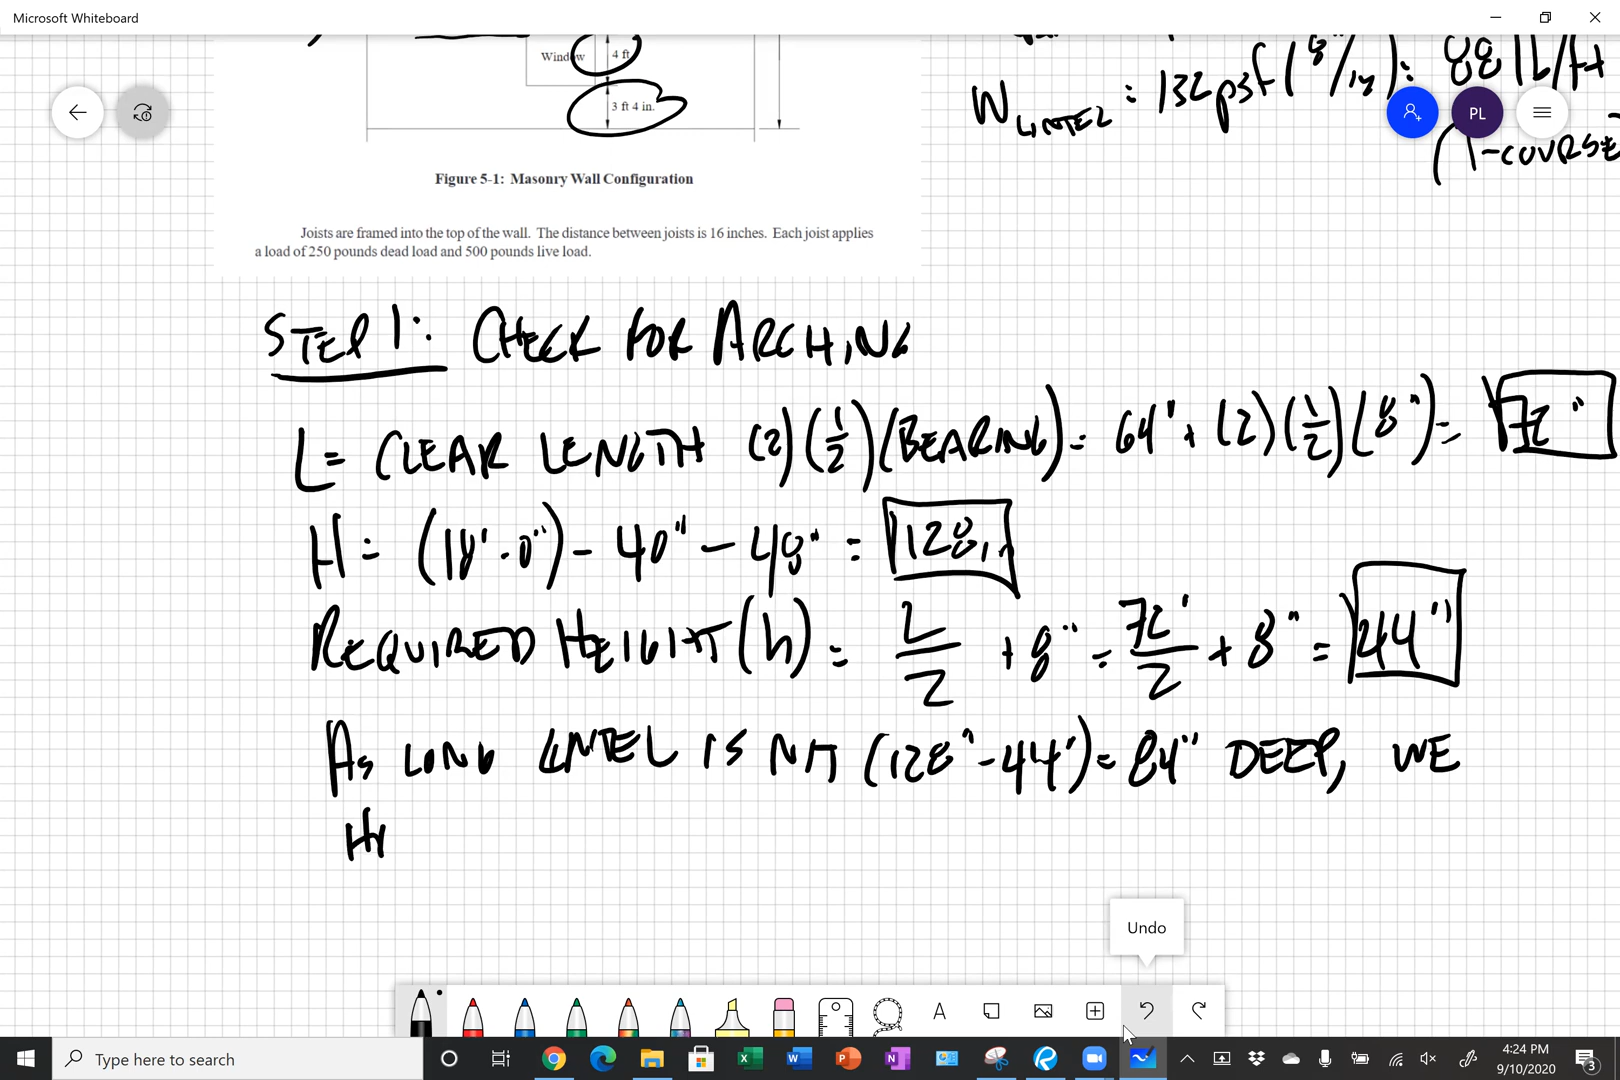 Microsoft Whiteboard
Window
4 ft
3 ft 4 in.
Figure 5-1: Masonry Wall Configuration
Joists are framed into the top of the wall. The distance between joists is 16 inches. Each joist applies
a load of 250 pounds dead load and 500 pounds live load.
W LINTEL = 132psf (8"/12) = 88 lb/ft
(1-COURSE
PL
STEP 1: CHECK FOR ARCHING
L = CLEAR LENGTH (2)(1/2)(BEARING) = 64" + (2)(1/2)(8") = 72"
H = (18'-0") - 40" - 48" = 128in
REQUIRED HEIGHT (h) = L/2 + 8" = 72"/2 + 8" = 44"
AS LONG LINTEL IS NOT (128" - 44") = 84" DEEP, WE
Undo
A
Type here to search
4:24 PM
9/10/2020
3